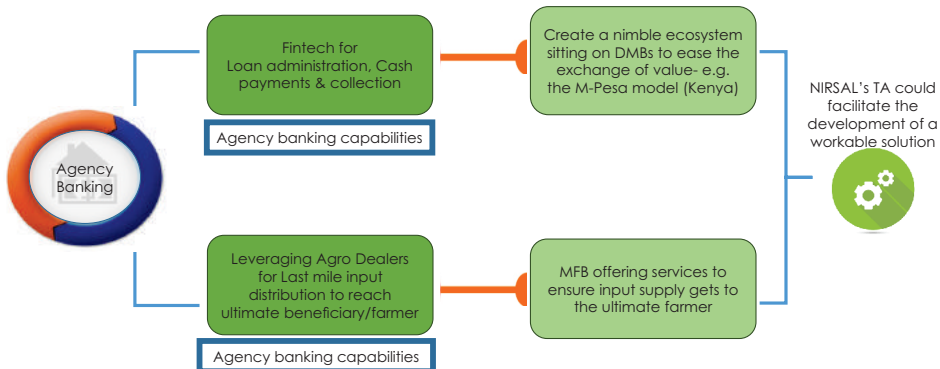 Agency
Banking
Fintech for
Loan administration, Cash
payments & collection
Agency banking capabilities
Create a nimble ecosystem
sitting on DMBs to ease the
exchange of value- e.g.
the M-Pesa model (Kenya)
Leveraging Agro Dealers
for Last mile input
distribution to reach
ultimate beneficiary/farmer
Agency banking capabilities
MFB offering services to
ensure input supply gets to
the ultimate farmer
NIRSAL's TA could
facilitate the
development of a
workable solution